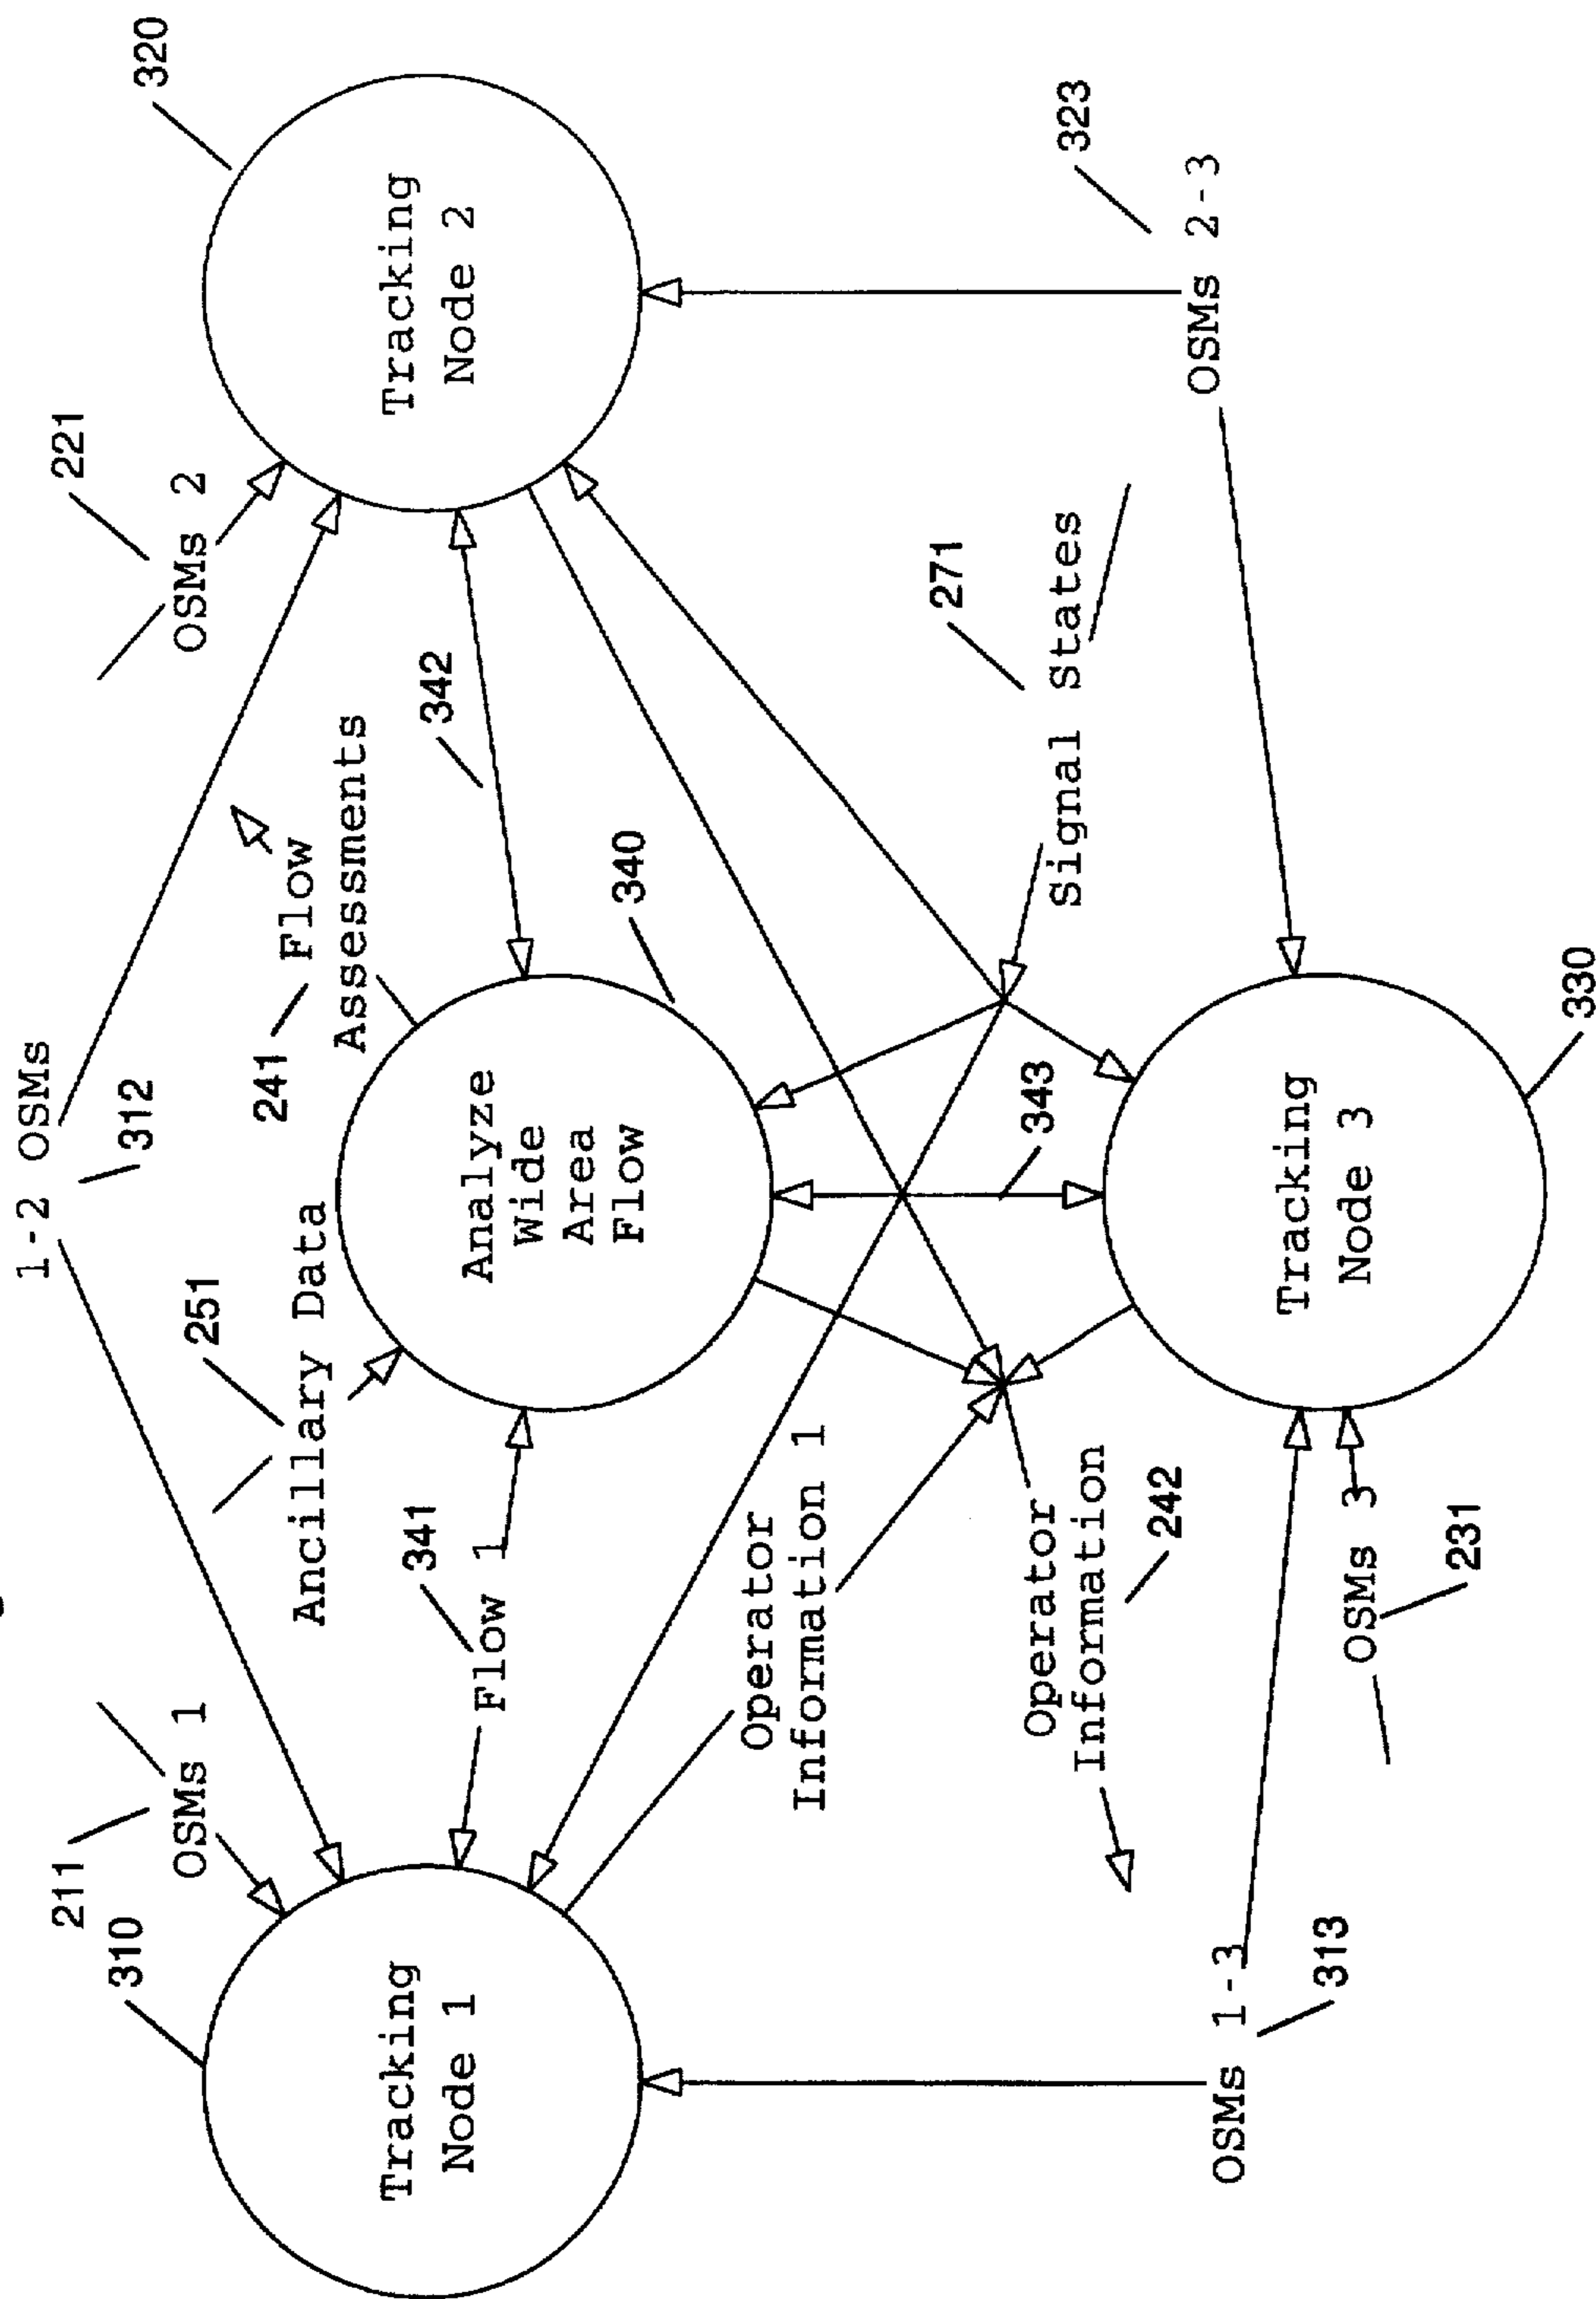 1-2 OSMs
312
211
OSMs 1
310
221
OSMs 2
320
251
Ancillary Data
241
Flow
Assessments
Tracking
Node 1
341
Flow 1
Analyze
Wide
Area
Flow
340
342
Tracking
Node 2
Operator
Information 1
343
271
Signal States
Operator
Information
242
OSMs 1-3
313
OSMs 3
231
Tracking
Node 3
330
OSMs 2-3
323